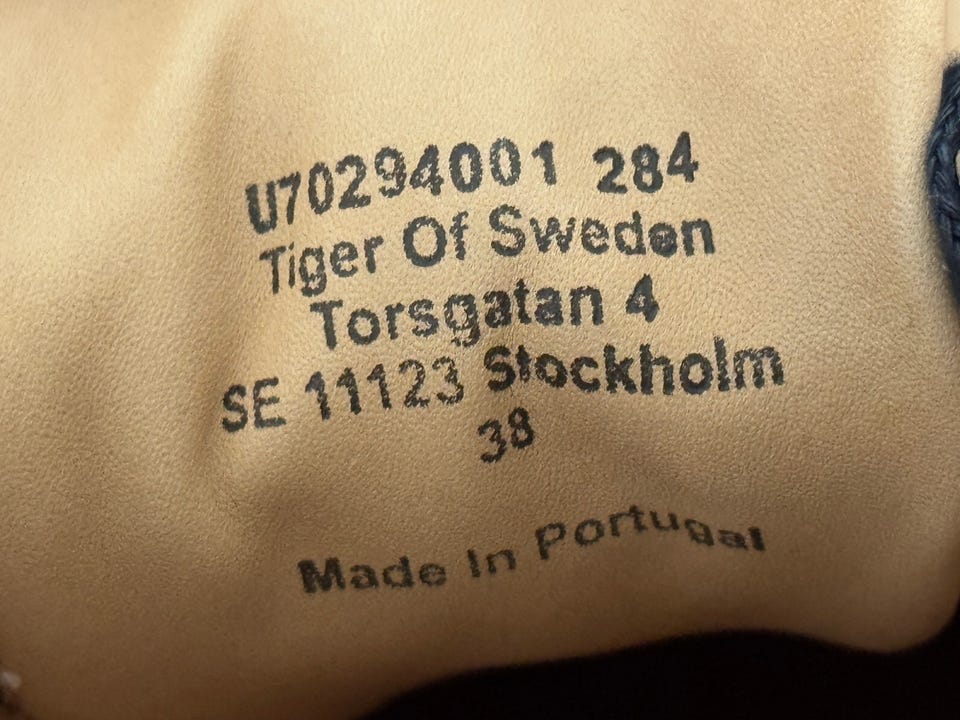 U70294001 284
Tiger Of Sweden
Torsgatan 4
SE 11123 Stockholm
38
Made In Portugal